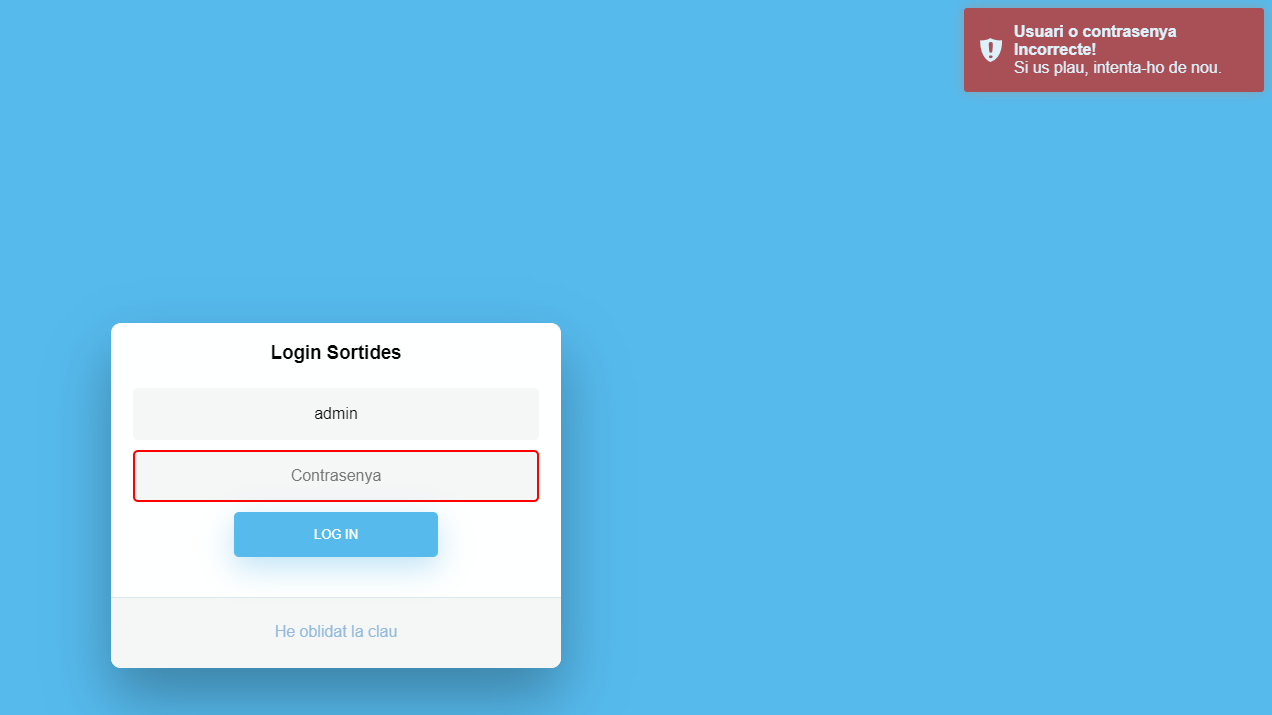 Usuari o contrasenya
Incorrecte!
Si us plau, intenta-ho de nou.
Login Sortides
admin
Contrasenya
LOG IN
He oblidat la clau